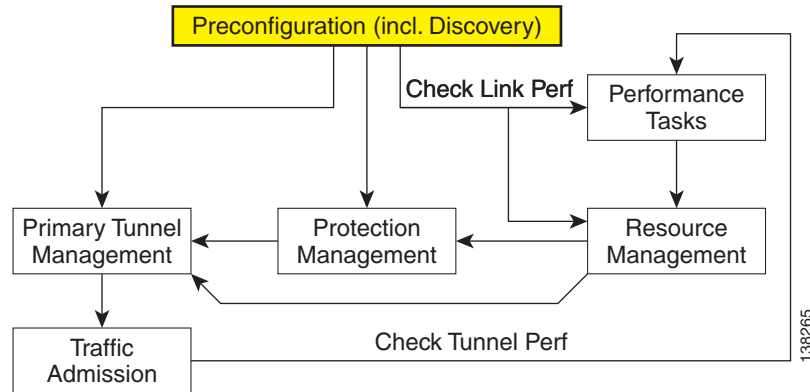 Preconfiguration (incl. Discovery)
Check Link Perf
Performance
Tasks
Primary Tunnel
Management
Protection
Management
Resource
Management
Traffic
Admission
Check Tunnel Perf
138265